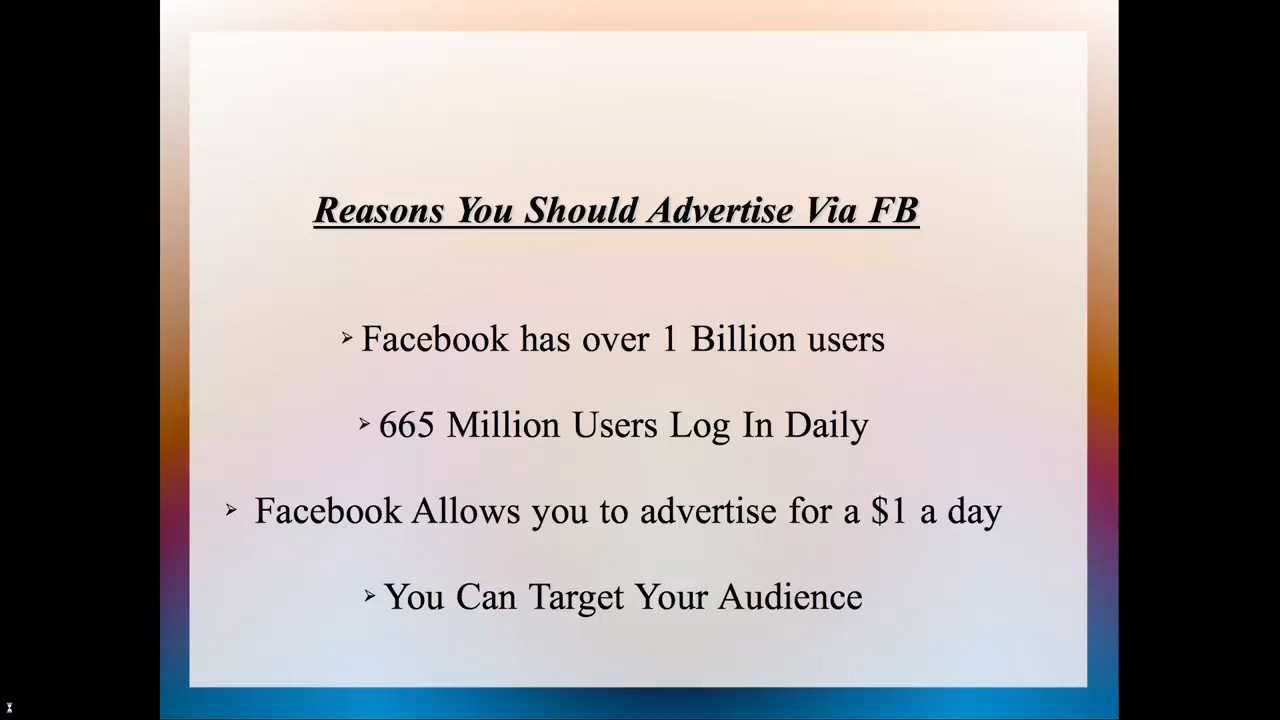 Reasons You Should Advertise Via FB
➢ Facebook has over 1 Billion users
➢ 665 Million Users Log In Daily
➢ Facebook Allows you to advertise for a $1 a day
➢ You Can Target Your Audience